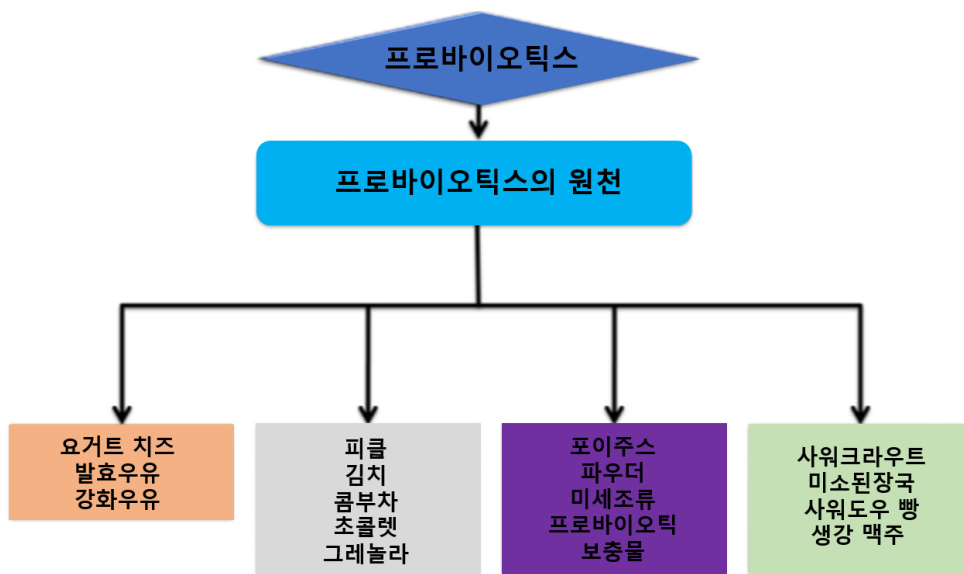 프로바이오틱스
프로바이오틱스의 원천
요거트 치즈
발효우유
강화우유
피클
김치
콤부차
초콜렛
그레놀라
포이주스
파우더
미세조류
프로바이오틱
보충물
사워크라우트
미소된장국
사워도우 빵
생강 맥주